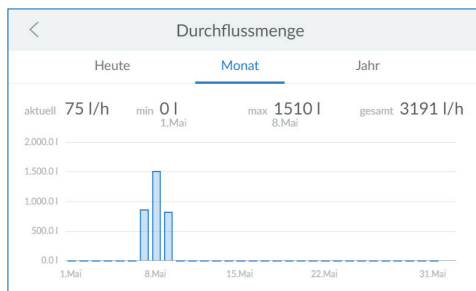 Durchflussmenge
Heute Monat Jahr
aktuell 75 l/h min 0 l max 1510 l gesamt 3191 l/h
1.Mai 8.Mai
2.000.0 l
1.500.0 l
1.000.0 l
500.0 l
0.0 l
1.Mai 8.Mai 15.Mai 22.Mai 31.Mai